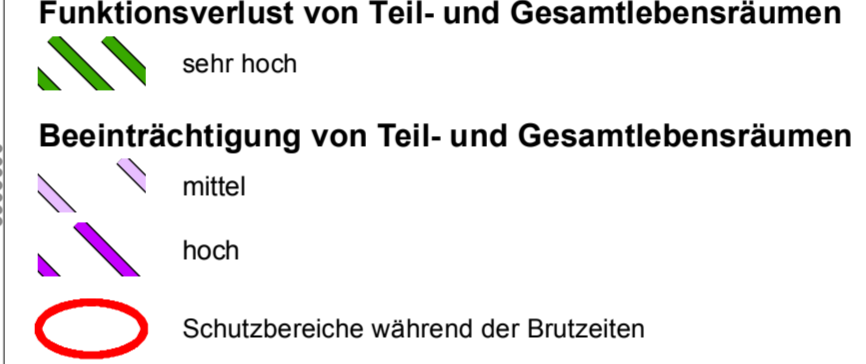 Funktionsverlust von Teil- und Gesamtlebensräumen
sehr hoch
Beeinträchtigung von Teil- und Gesamtlebensräumen
mittel
hoch
Schutzbereiche während der Brutzeiten